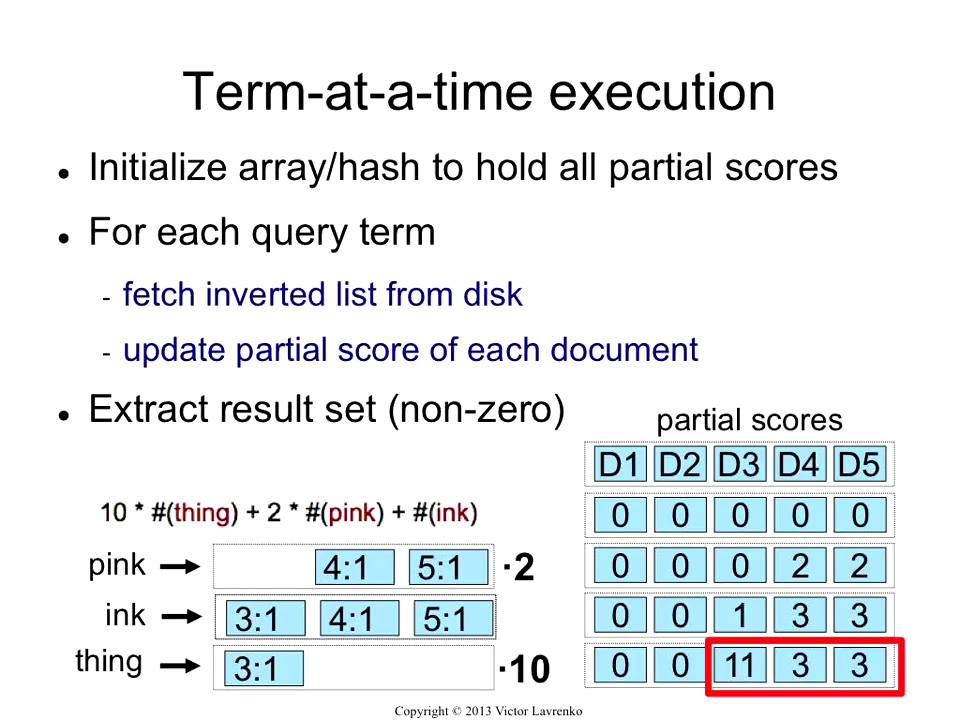 Term-at-a-time execution
● Initialize array/hash to hold all partial scores
● For each query term
- fetch inverted list from disk
- update partial score of each document
● Extract result set (non-zero)
partial scores
D1 D2 D3 D4 D5
10 * #(thing) + 2 * #(pink) + #(ink)
0 0 0 0 0
pink → 4:1 5:1 ·2
0 0 0 2 2
ink → 3:1 4:1 5:1
0 0 1 3 3
thing → 3:1 ·10
0 0 11 3 3
Copyright © 2013 Victor Lavrenko